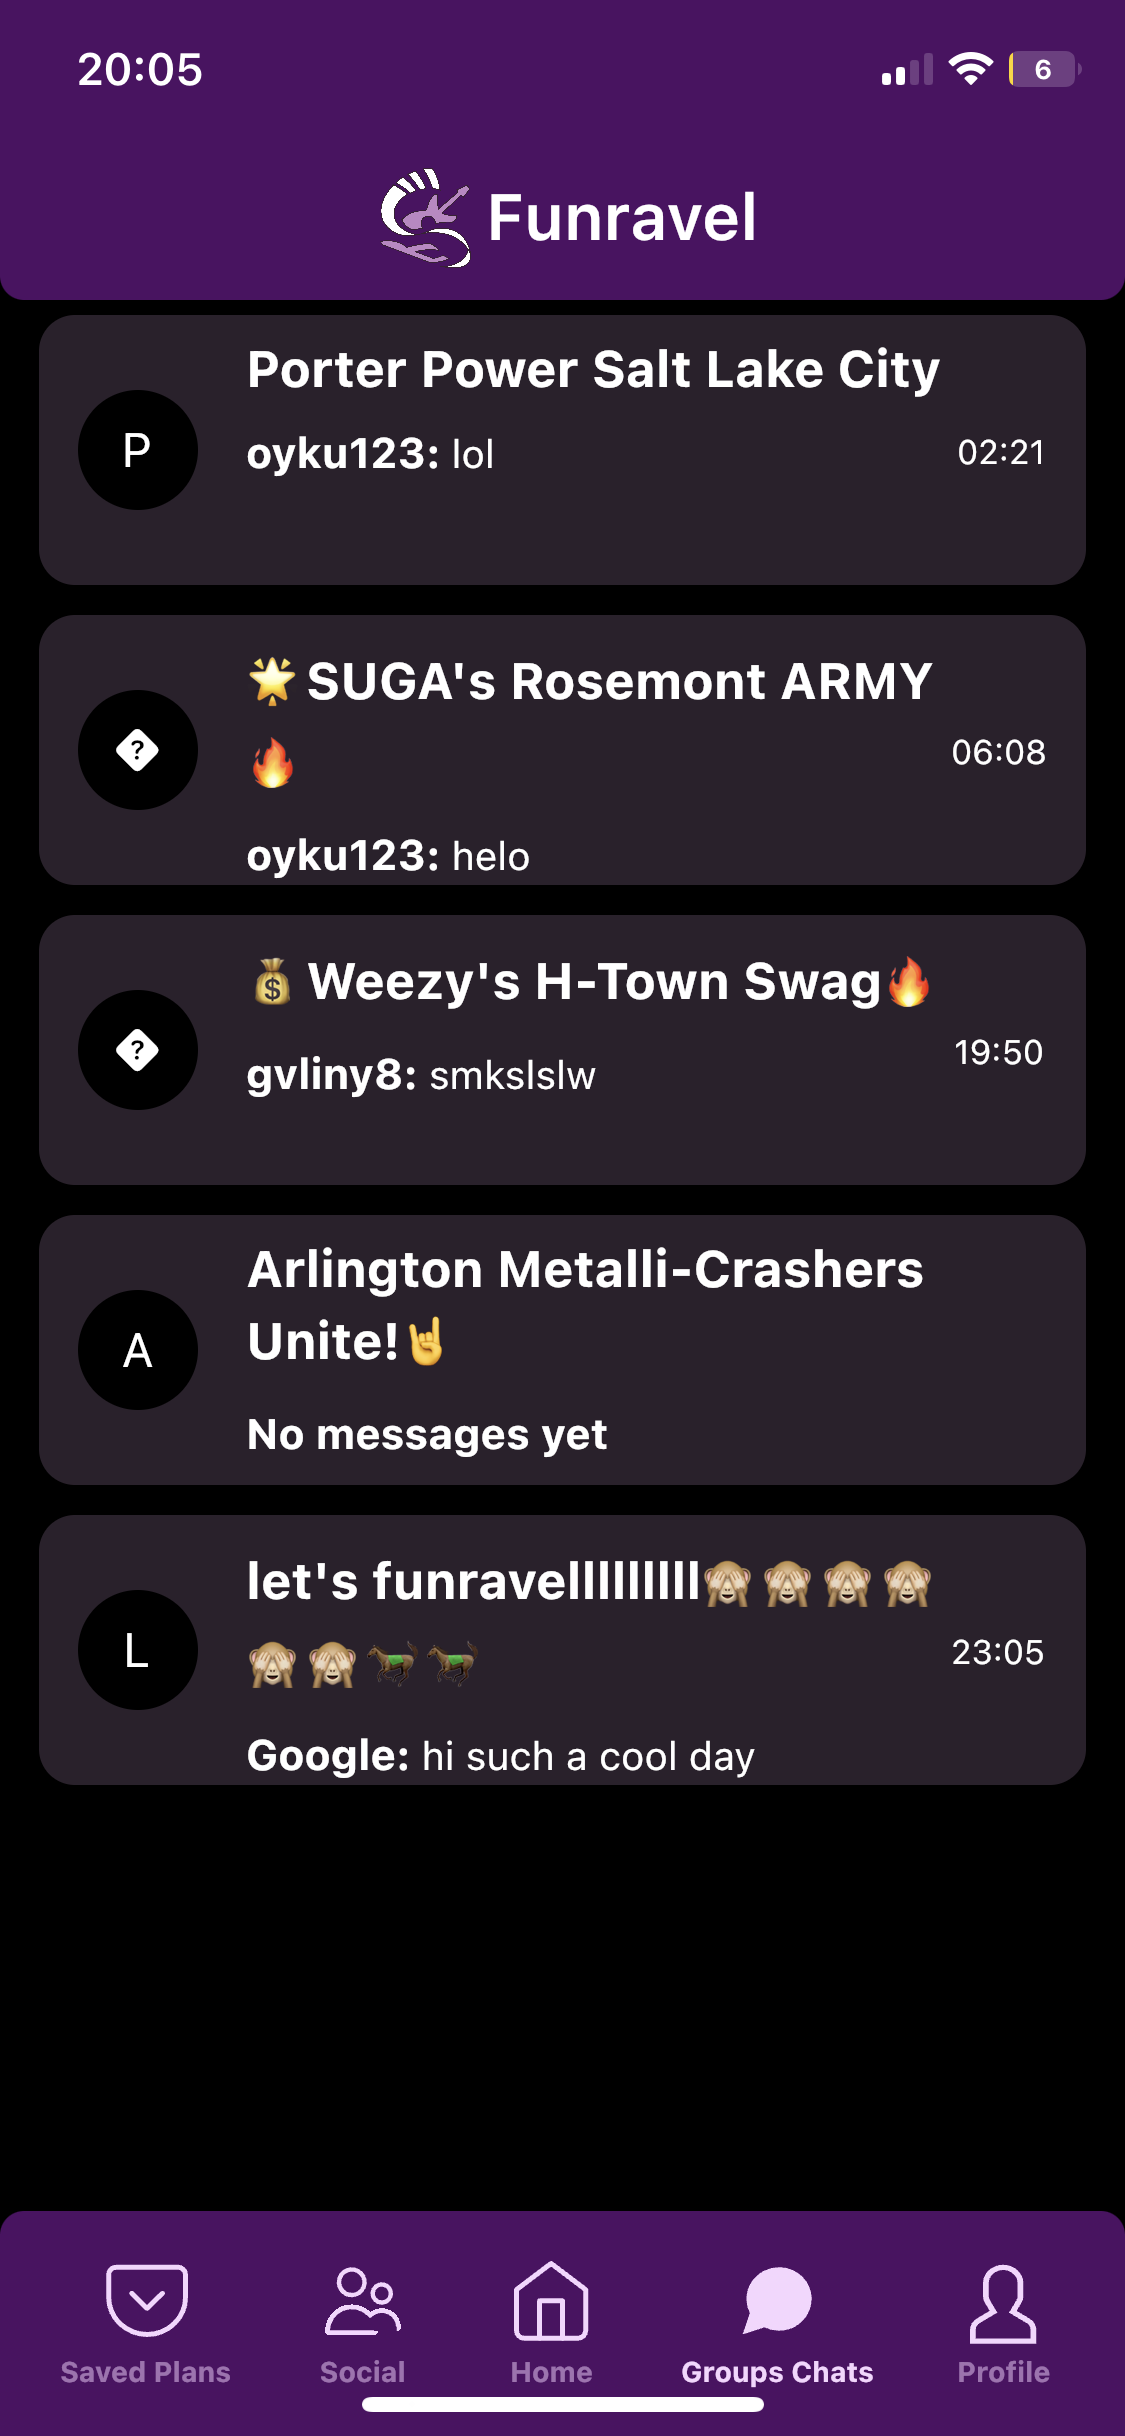 20:05
6
Funravel
Porter Power Salt Lake City
P
oyku123: lol
02:21
🌟SUGA's Rosemont ARMY
🔥
?
06:08
oyku123: helo
💰Weezy's H-Town Swag🔥
?
gvliny8: smkslslw
19:50
Arlington Metalli-Crashers
Unite!🤘
A
No messages yet
let's funravelllllllll🙈🙈🙈🙈
🙈🙈🐎🐎
L
23:05
Google: hi such a cool day
Saved Plans
Social
Home
Groups Chats
Profile